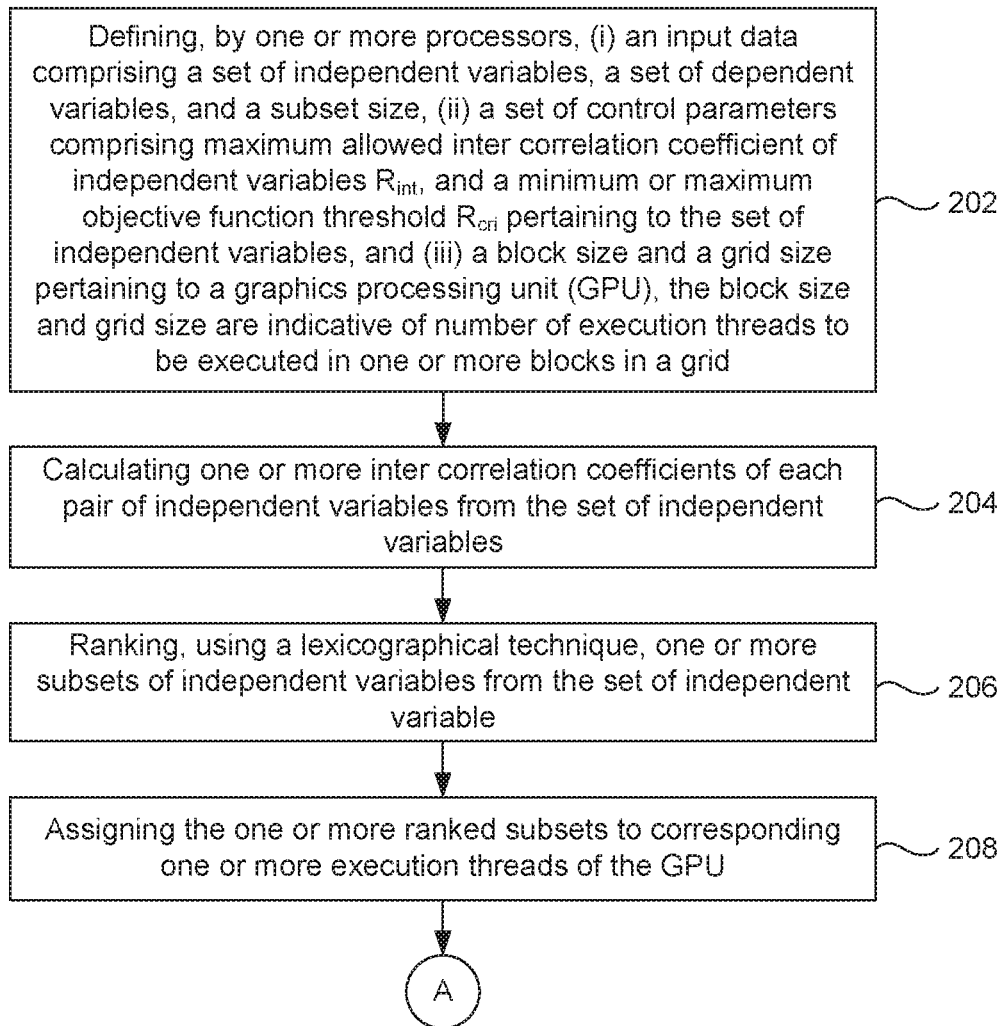 Defining, by one or more processors, (i) an input data
comprising a set of independent variables, a set of dependent
variables, and a subset size, (ii) a set of control parameters
comprising maximum allowed inter correlation coefficient of
independent variables Rint, and a minimum or maximum
objective function threshold Rcri pertaining to the set of
independent variables, and (iii) a block size and a grid size
pertaining to a graphics processing unit (GPU), the block size
and grid size are indicative of number of execution threads to
be executed in one or more blocks in a grid
202
Calculating one or more inter correlation coefficients of each
pair of independent variables from the set of independent
variables
204
Ranking, using a lexicographical technique, one or more
subsets of independent variables from the set of independent
variable
206
Assigning the one or more ranked subsets to corresponding
one or more execution threads of the GPU
208
A